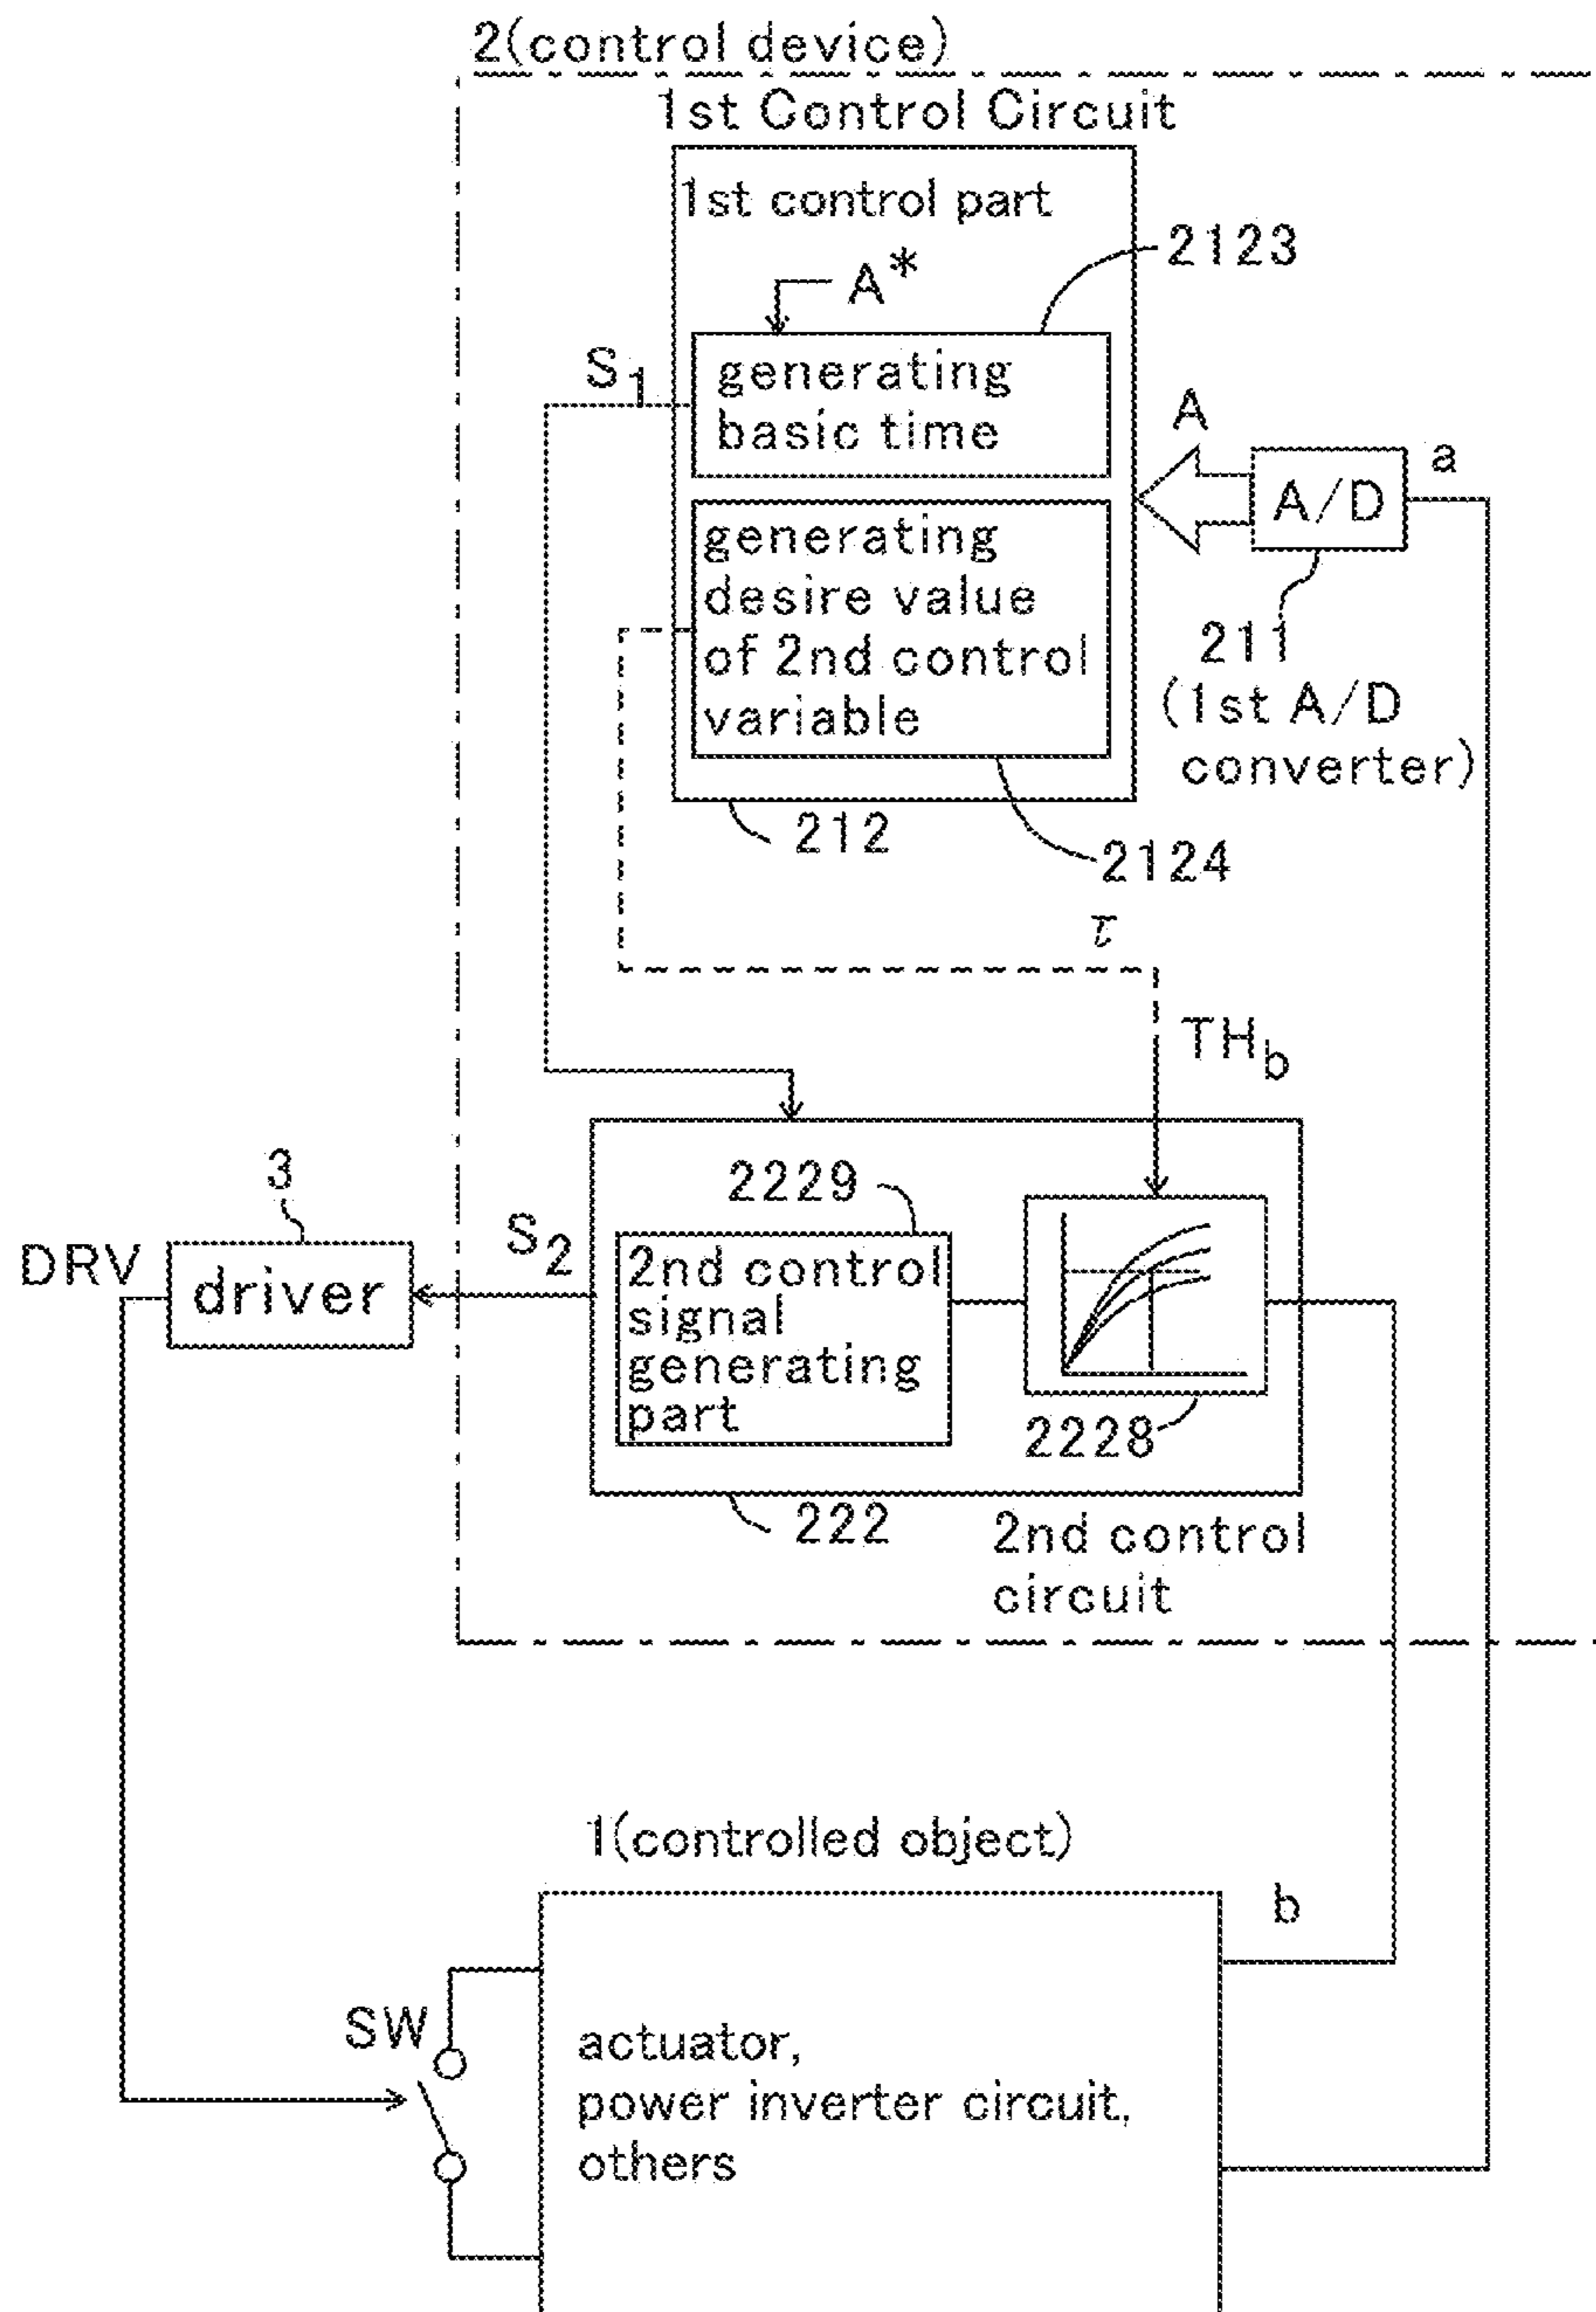 2(control device)
1st Control Circuit
1st control part
A*
2123
S1
generating
basic time
A
a
A/D
generating
desire value
of 2nd control
variable
211
(1st A/D
converter)
212
2124
τ
THb
3
2229
DRV
driver
S2
2nd control
signal
generating
part
2228
222
2nd control
circuit
1(controlled object)
b
SW
actuator,
power inverter circuit,
others